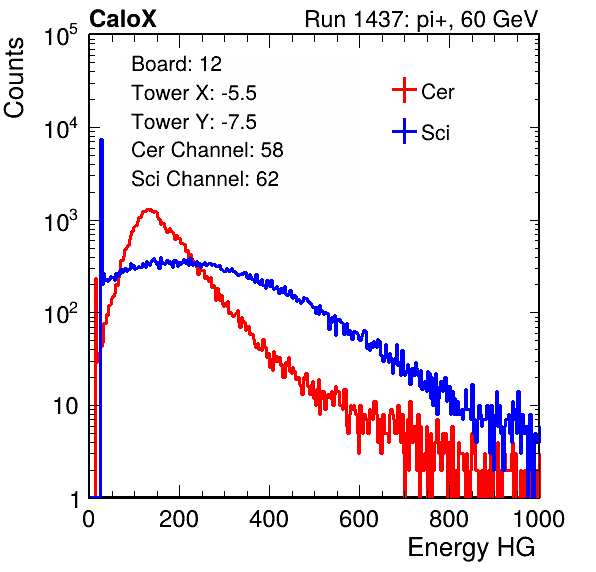 CaloX Run 1437: pi+, 60 GeV
Counts
Board: 12
Tower X: -5.5
Tower Y: -7.5
Cer Channel: 58
Sci Channel: 62
Cer
Sci
10^5
10^4
10^3
10^2
10
1
0 200 400 600 800 1000
Energy HG